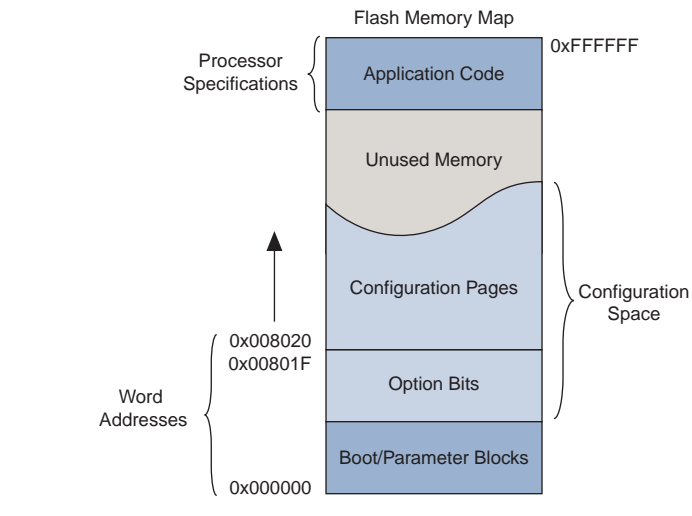 Flash Memory Map
0xFFFFFF
Processor
Specifications
Application Code
Unused Memory
Configuration Pages
Configuration
Space
0x008020
0x00801F
Option Bits
Word
Addresses
Boot/Parameter Blocks
0x000000